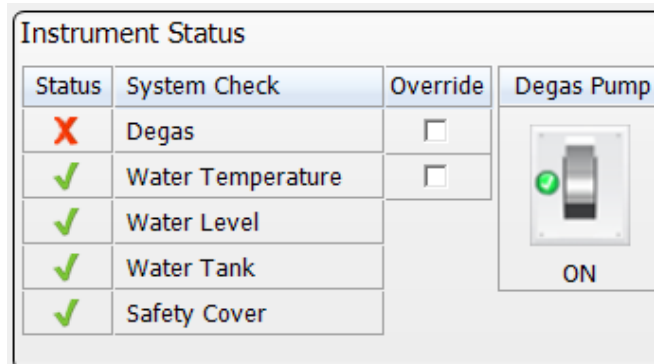 Instrument Status
Status System Check Override Degas Pump
Degas
Water Temperature
Water Level
Water Tank
ON
Safety Cover